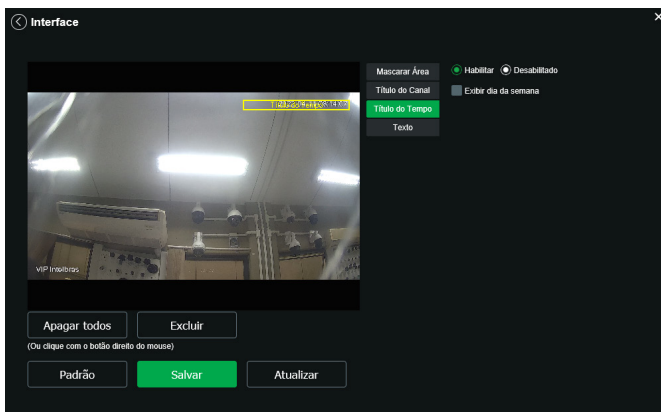 Interface
Mascarar Área
Habilitar
Desabilitado
Título do Canal
Exibir dia da semana
Título do Tempo
Texto
VIP Intelbras
Apagar todos
Excluir
(Ou clique com o botão direito do mouse)
Padrão
Salvar
Atualizar